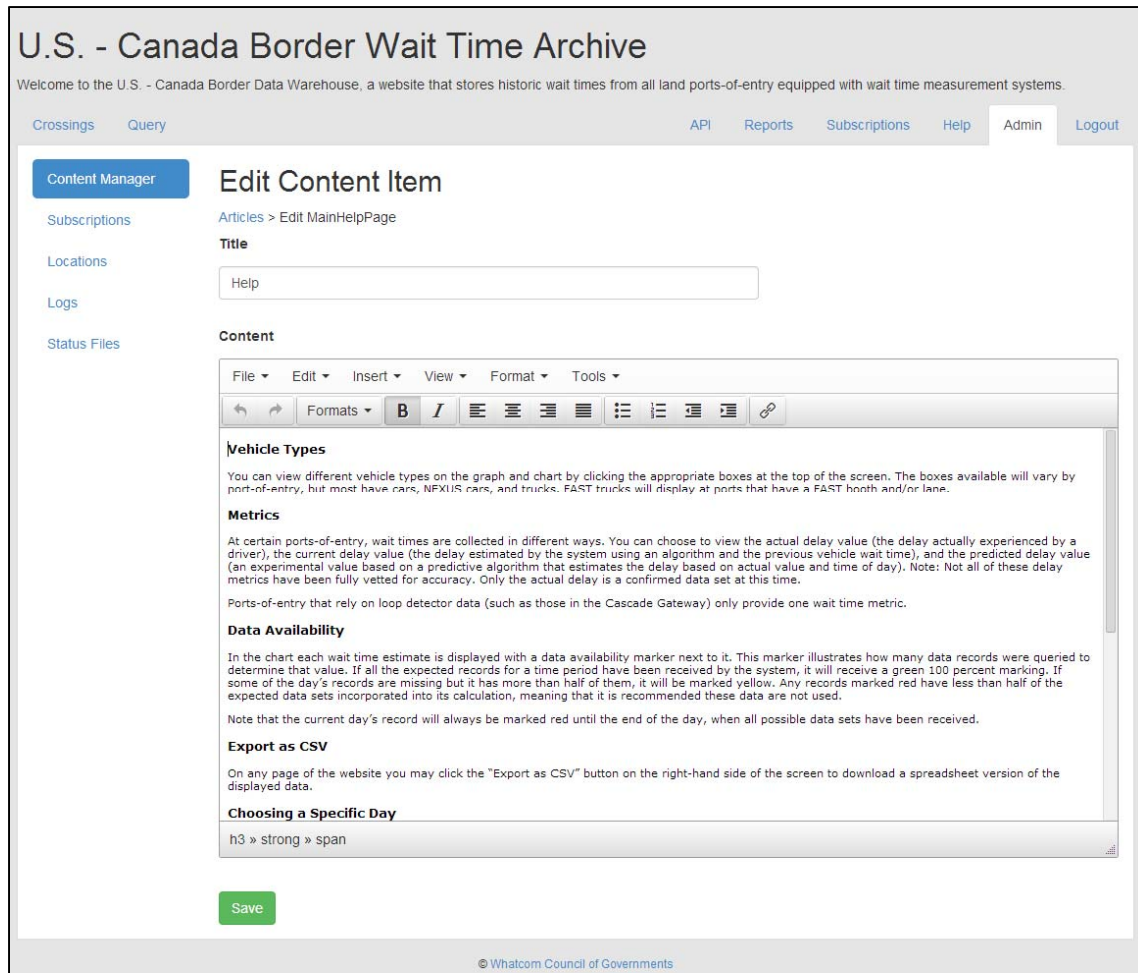 U.S. - Canada Border Wait Time Archive
Welcome to the U.S. - Canada Border Data Warehouse, a website that stores historic wait times from all land ports-of-entry equipped with wait time measurement systems.
Crossings Query API Reports Subscriptions Help Admin Logout
Content Manager
Subscriptions
Locations
Logs
Status Files
Edit Content Item
Articles > Edit MainHelpPage
Title
Help
Content
File Edit Insert View Format Tools
Formats B I
Vehicle Types
You can view different vehicle types on the graph and chart by clicking the appropriate boxes at the top of the screen. The boxes available will vary by
port-of-entry, but most have cars, NEXUS cars, and trucks. FAST trucks will display at ports that have a FAST booth and/or lane.
Metrics
At certain ports-of-entry, wait times are collected in different ways. You can choose to view the actual delay value (the delay actually experienced by a
driver), the current delay value (the delay estimated by the system using an algorithm and the previous vehicle wait time), and the predicted delay value
(an experimental value based on a predictive algorithm that estimates the delay based on actual value and time of day). Note: Not all of these delay
metrics have been fully vetted for accuracy. Only the actual delay is a confirmed data set at this time.
Ports-of-entry that rely on loop detector data (such as those in the Cascade Gateway) only provide one wait time metric.
Data Availability
In the chart each wait time estimate is displayed with a data availability marker next to it. This marker illustrates how many data records were queried to
determine that value. If all the expected records for a time period have been received by the system, it will receive a green 100 percent marking. If
some of the day's records are missing but it has more than half of them, it will be marked yellow. Any records marked red have less than half of the
expected data sets incorporated into its calculation, meaning that it is recommended these data are not used.
Note that the current day's record will always be marked red until the end of the day, when all possible data sets have been received.
Export as CSV
On any page of the website you may click the “Export as CSV” button on the right-hand side of the screen to download a spreadsheet version of the
displayed data.
Choosing a Specific Day
h3 » strong » span
Save
© Whatcom Council of Governments